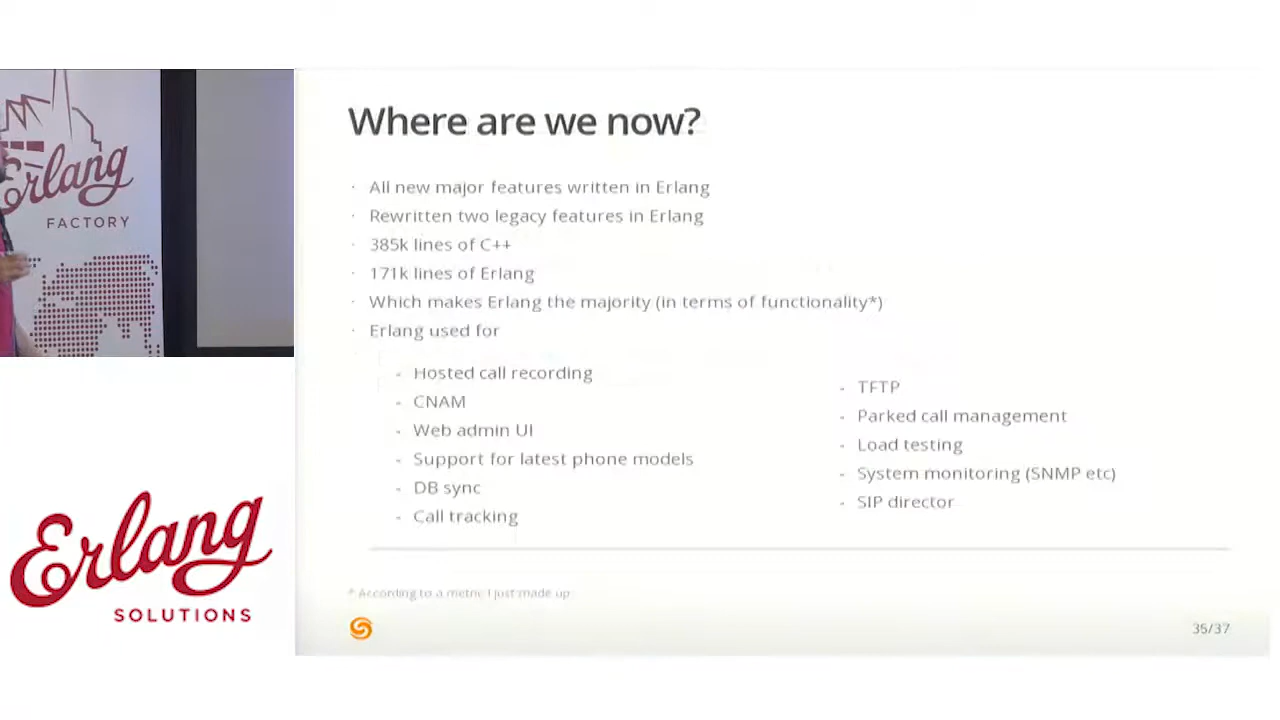 Erlang
FACTORY
Erlang
SOLUTIONS
Where are we now?
· All new major features written in Erlang
· Rewritten two legacy features in Erlang
· 385k lines of C++
· 171k lines of Erlang
· Which makes Erlang the majority (in terms of functionality*)
· Erlang used for
- Hosted call recording
- CNAM
- Web admin UI
- Support for latest phone models
- DB sync
- Call tracking
- TFTP
- Parked call management
- Load testing
- System monitoring (SNMP etc)
- SIP director
* According to a metric I just made up
35/37